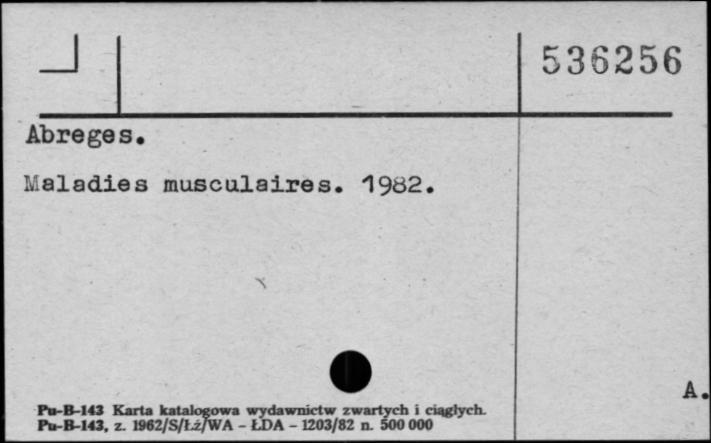 536256
Abreges.
Maladies musculaires. 1982.
A.
Pu-B-143 Karta katalogowa wydawnictw zwartych i ciągłych.
Pu-B-143, z. 1962/S/Łż/WA - ŁDA - 1203/82 n. 500 000